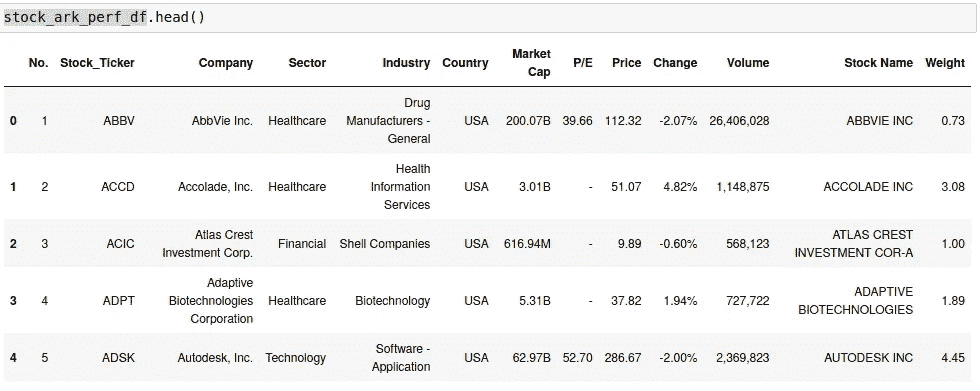 stock_ark_perf_df.head()
No. Stock_Ticker Company Sector Industry Country Market Cap P/E Price Change Volume Stock Name Weight
0 1 ABBV AbbVie Inc. Healthcare Drug Manufacturers - General USA 200.07B 39.66 112.32 -2.07% 26,406,028 ABBVIE INC 0.73
1 2 ACCD Accolade, Inc. Healthcare Health Information Services USA 3.01B - 51.07 4.82% 1,148,875 ACCOLADE INC 3.08
2 3 ACIC Atlas Crest Investment Corp. Financial Shell Companies USA 616.94M - 9.89 -0.60% 568,123 ATLAS CREST INVESTMENT COR-A 1.00
3 4 ADPT Adaptive Biotechnologies Corporation Healthcare Biotechnology USA 5.31B - 37.82 1.94% 727,722 ADAPTIVE BIOTECHNOLOGIES 1.89
4 5 ADSK Autodesk, Inc. Technology Software - Application USA 62.97B 52.70 286.67 -2.00% 2,369,823 AUTODESK INC 4.45